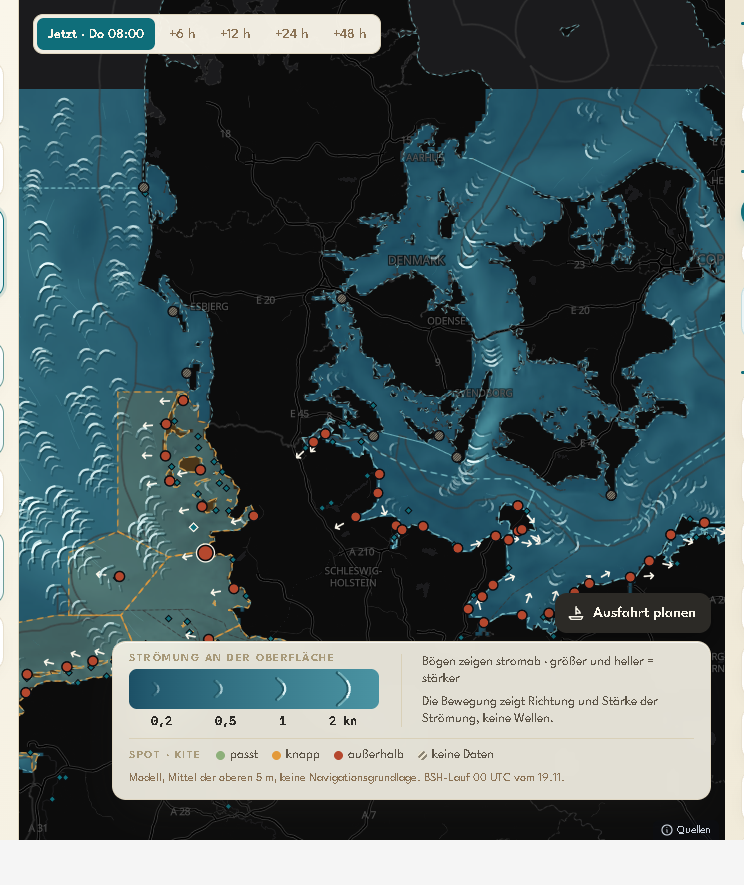 Jetzt · Do 08:00
+6 h
+12 h
+24 h
+48 h
18
AARHUS
DENMARK
23
ESBJERG
E 20
E 20
ODENSE
9
SVENDBORG
E 45
A 210
SCHLESWIG-
HOLSTEIN
Ausfahrt planen
STRÖMUNG AN DER OBERFLÄCHE
0,2
0,5
1
2 kn
Bögen zeigen stromab · größer und heller =
stärker
Die Bewegung zeigt Richtung und Stärke der
Strömung, keine Wellen.
SPOT · KITE
passt
knapp
außerhalb
keine Daten
Modell, Mittel der oberen 5 m, keine Navigationsgrundlage. BSH-Lauf 00 UTC vom 19.11.
A 31
A 28
A 7
Quellen